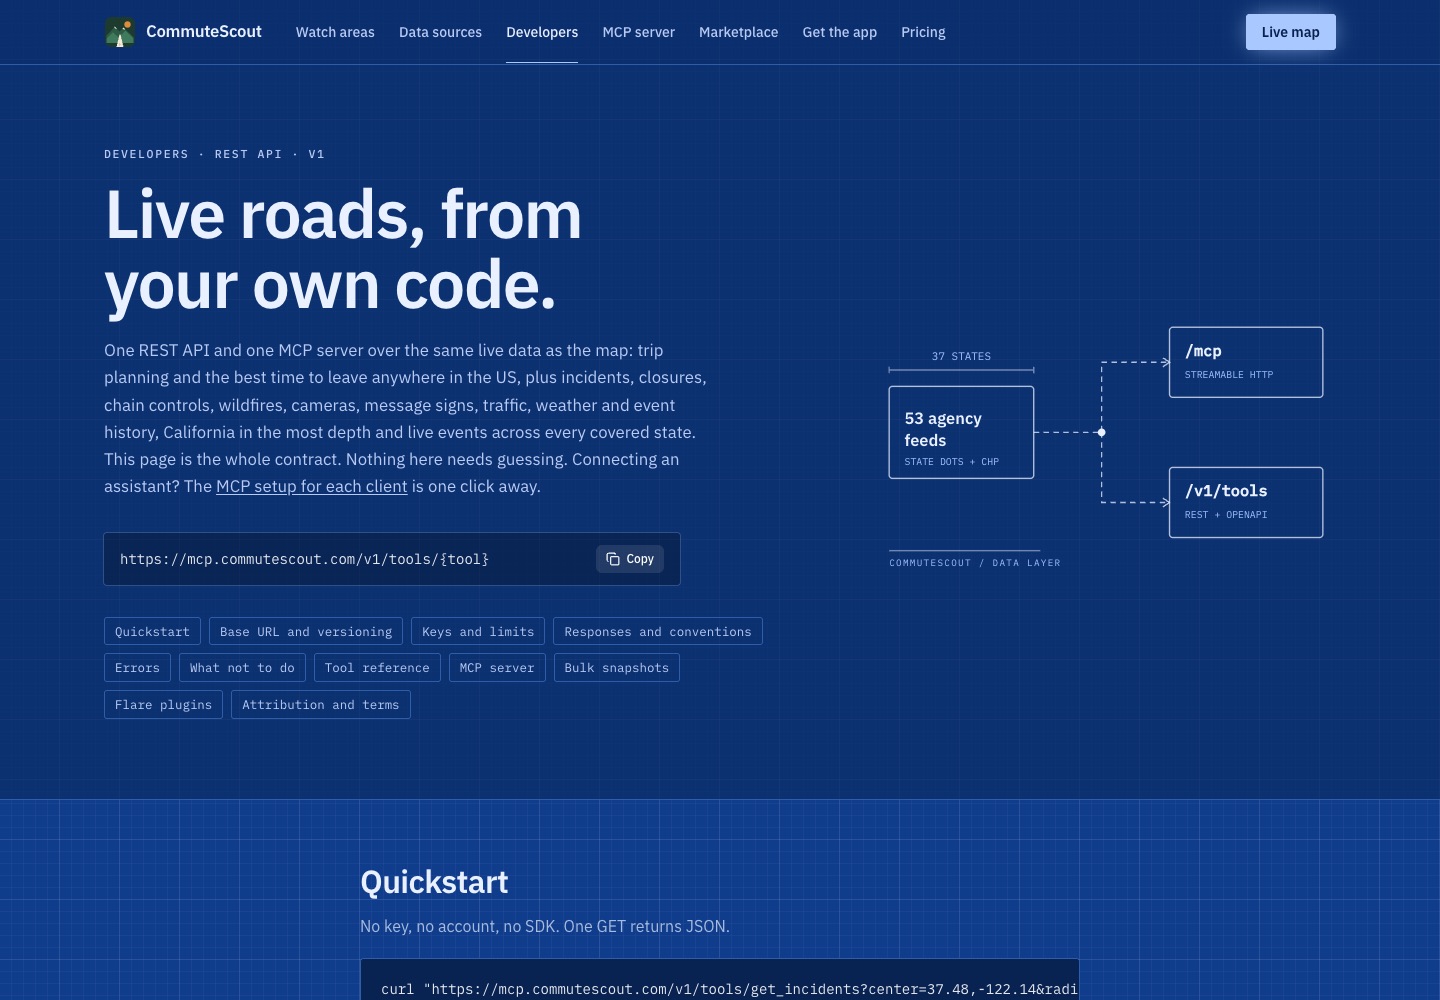 CommuteScout
Watch areas
Data sources
Developers
MCP server
Marketplace
Get the app
Pricing
Live map
DEVELOPERS · REST API · V1
Live roads, from
your own code.
One REST API and one MCP server over the same live data as the map: trip
planning and the best time to leave anywhere in the US, plus incidents, closures,
chain controls, wildfires, cameras, message signs, traffic, weather and event
history, California in the most depth and live events across every covered state.
This page is the whole contract. Nothing here needs guessing. Connecting an
assistant? The MCP setup for each client is one click away.
https://mcp.commutescout.com/v1/tools/{tool}
Copy
Quickstart
Base URL and versioning
Keys and limits
Responses and conventions
Errors
What not to do
Tool reference
MCP server
Bulk snapshots
Flare plugins
Attribution and terms
37 STATES
53 agency
feeds
STATE DOTS + CHP
/mcp
STREAMABLE HTTP
/v1/tools
REST + OPENAPI
COMMUTESCOUT / DATA LAYER
Quickstart
No key, no account, no SDK. One GET returns JSON.
curl "https://mcp.commutescout.com/v1/tools/get_incidents?center=37.48,-122.14&radi